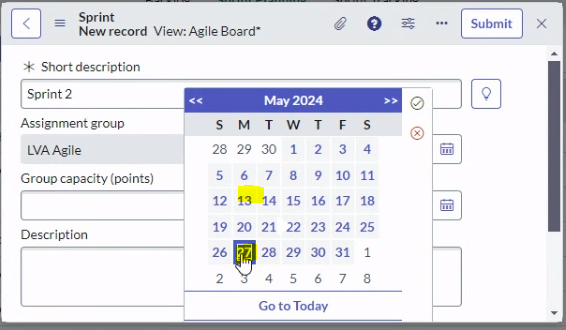 Sprint
New record View: Agile Board*
Submit
Short description
Sprint 2
Assignment group
LVA Agile
Group capacity (points)
Description
<< May 2024 >>
S M T W T F S
28 29 30 1 2 3 4
5 6 7 8 9 10 11
12 13 14 15 16 17 18
19 20 21 22 23 24 25
26 27 28 29 30 31 1
2 3 4 5 6 7 8
Go to Today